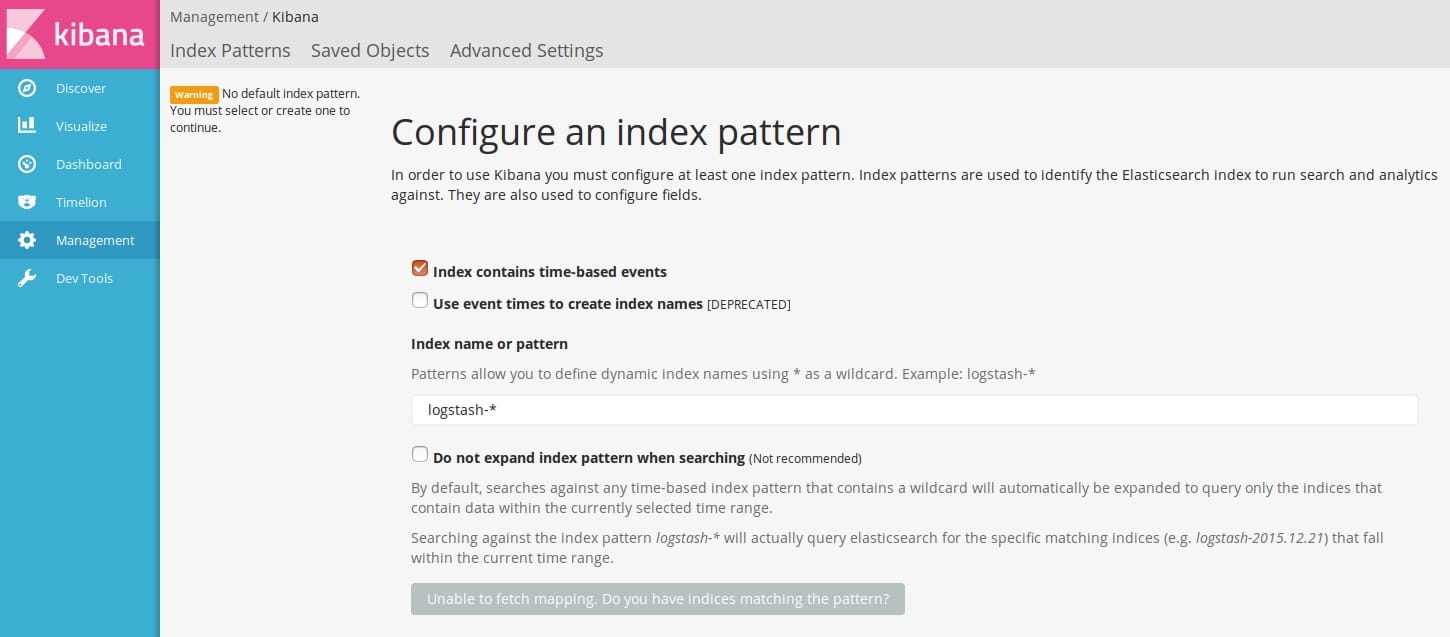 kibana
Discover
Visualize
Dashboard
Timelion
Management
Dev Tools
Management / Kibana
Index Patterns Saved Objects Advanced Settings
Warning No default index pattern.
You must select or create one to
continue.
Configure an index pattern
In order to use Kibana you must configure at least one index pattern. Index patterns are used to identify the Elasticsearch index to run search and analytics
against. They are also used to configure fields.
Index contains time-based events
Use event times to create index names [DEPRECATED]
Index name or pattern
Patterns allow you to define dynamic index names using * as a wildcard. Example: logstash-*
logstash-*
Do not expand index pattern when searching (Not recommended)
By default, searches against any time-based index pattern that contains a wildcard will automatically be expanded to query only the indices that
contain data within the currently selected time range.
Searching against the index pattern logstash-* will actually query elasticsearch for the specific matching indices (e.g. logstash-2015.12.21) that fall
within the current time range.
Unable to fetch mapping. Do you have indices matching the pattern?